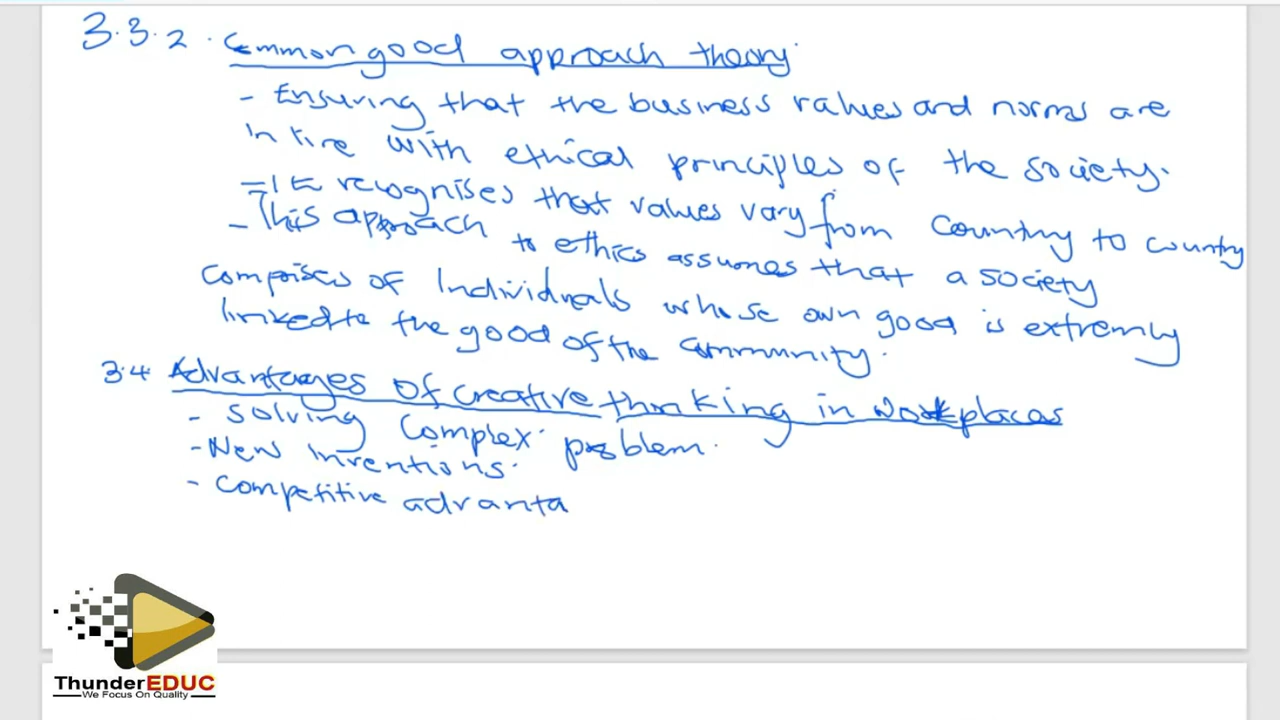 3.3.2. Common good approach theory.
- Ensuring that the business values and norms are
in line with ethical principles of the society.
- It recognises that values vary from country to country
- This approach to ethics assumes that a society
comprises of individuals whose own good is extremly
linked to the good of the community.
3.4 Advantages of creative thinking in workplaces
- Solving complex problem.
- New inventions.
- competitive advanta
ThunderEDUC
We Focus On Quality